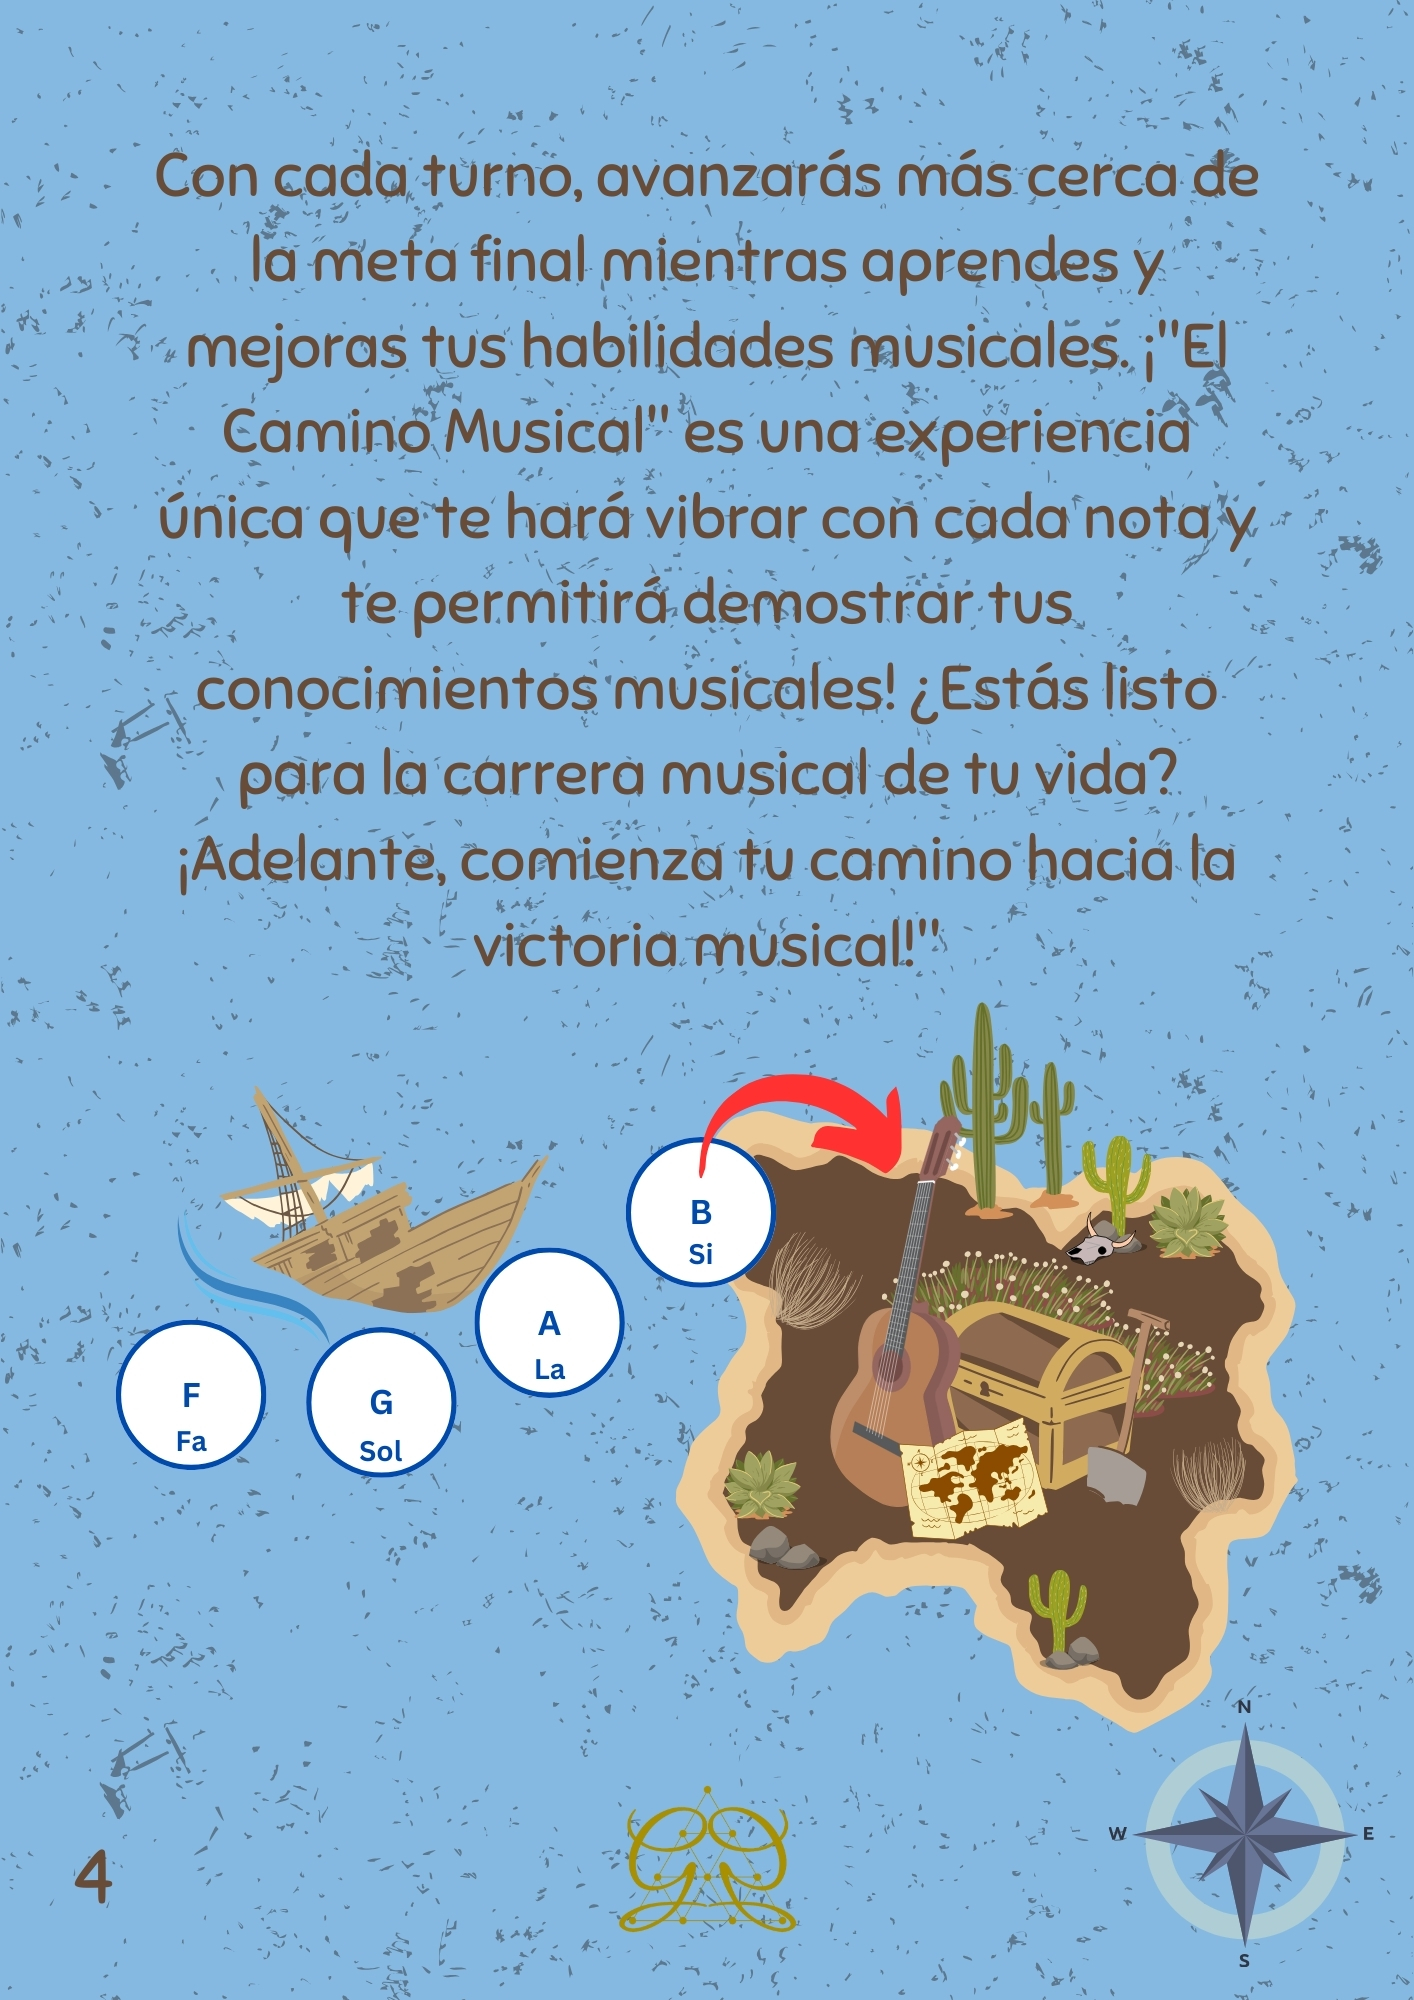 Con cada turno, avanzarás más cerca de
la meta final mientras aprendes y
mejoras tus habilidades musicales. ¡"El
Camino Musical" es una experiencia
única que te hará vibrar con cada nota y
te permitirá demostrar tus
conocimientos musicales! ¿Estás listo
para la carrera musical de tu vida?
¡Adelante, comienza tu camino hacia la
victoria musical!"
B
Si
A
La
F
Fa
G
Sol
N
W
E
S
4